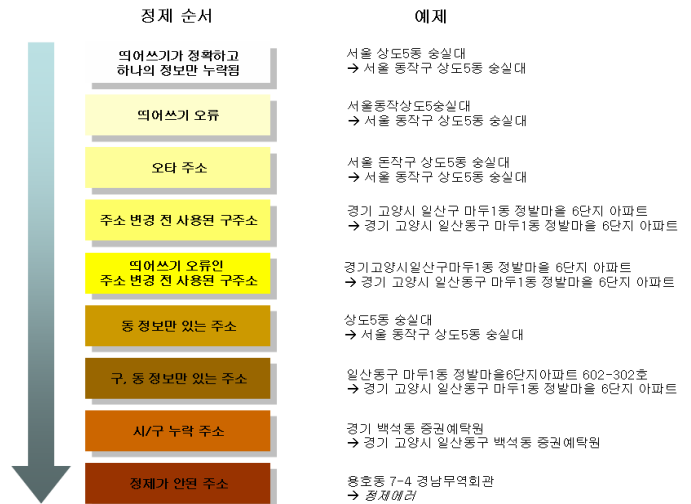 정제 순서
예제
띄어쓰기가 정확하고
하나의 정보만 누락됨
서울 상도5동 숭실대
→ 서울 동작구 상도5동 숭실대
띄어쓰기 오류
서울동작상도5숭실대
→ 서울 동작구 상도5동 숭실대
오타 주소
서울 돈작구 상도5동 숭실대
→ 서울 동작구 상도5동 숭실대
주소 변경 전 사용된 구주소
경기 고양시 일산구 마두1동 정발마을 6단지 아파트
→ 경기 고양시 일산동구 마두1동 정발마을 6단지 아파트
띄어쓰기 오류인
주소 변경 전 사용된 구주소
경기고양시일산구마두1동 정발마을 6단지 아파트
→ 경기 고양시 일산동구 마두1동 정발마을 6단지 아파트
동 정보만 있는 주소
상도5동 숭실대
→ 서울 동작구 상도5동 숭실대
구, 동 정보만 있는 주소
일산동구 마두1동 정발마을6단지아파트 602-302호
→ 경기 고양시 일산동구 마두1동 정발마을 6단지 아파트
시/구 누락 주소
경기 백석동 증권예탁원
→ 경기 고양시 일산동구 백석동 증권예탁원
정제가 안된 주소
용호동 7-4 경남무역회관
→ 정제에러